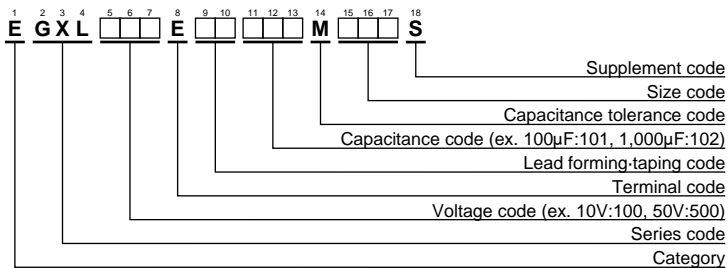 1 2 3 4 5 6 7 8 9 10 11 12 13 14 15 16 17 18
E G X L E M S
Supplement code
Size code
Capacitance tolerance code
Capacitance code (ex. 100µF:101, 1,000µF:102)
Lead forming·taping code
Terminal code
Voltage code (ex. 10V:100, 50V:500)
Series code
Category